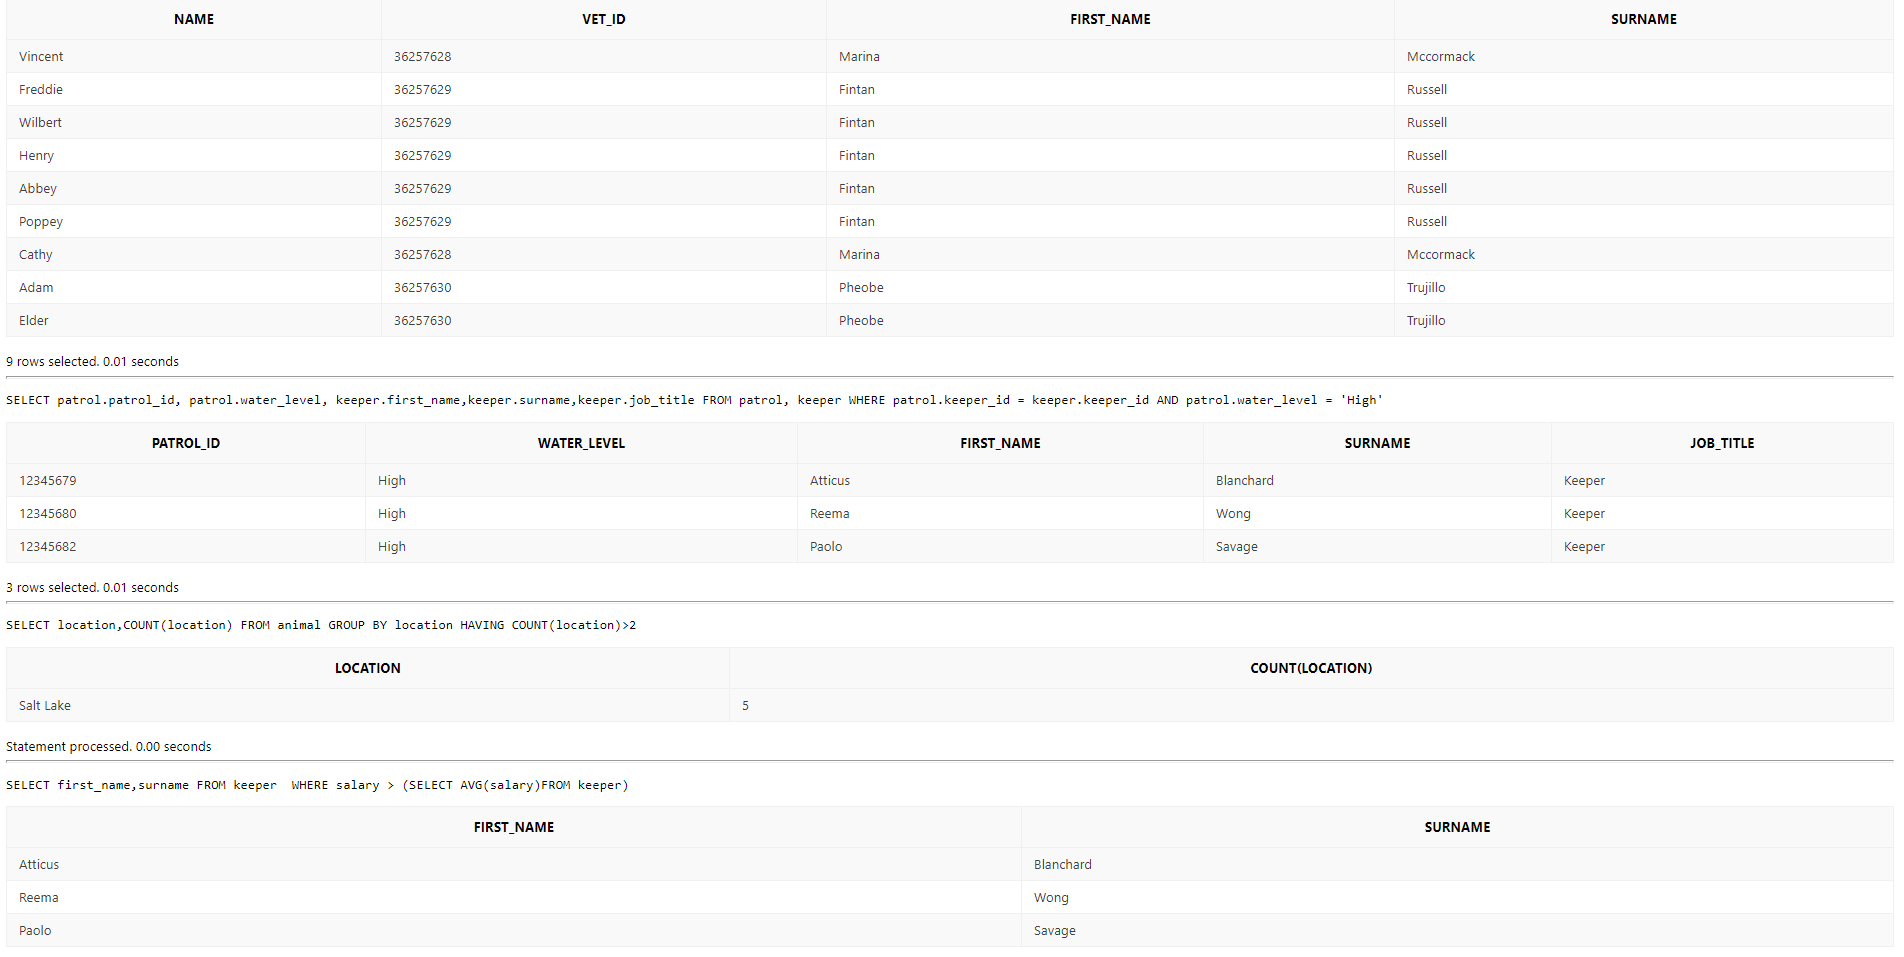 NAME VET_ID FIRST_NAME SURNAME
Vincent 36257628 Marina Mccormack
Freddie 36257629 Fintan Russell
Wilbert 36257629 Fintan Russell
Henry 36257629 Fintan Russell
Abbey 36257629 Fintan Russell
Poppey 36257629 Fintan Russell
Cathy 36257628 Marina Mccormack
Adam 36257630 Pheobe Trujillo
Elder 36257630 Pheobe Trujillo
9 rows selected. 0.01 seconds
SELECT patrol.patrol_id, patrol.water_level, keeper.first_name,keeper.surname,keeper.job_title FROM patrol, keeper WHERE patrol.keeper_id = keeper.keeper_id AND patrol.water_level = 'High'
PATROL_ID WATER_LEVEL FIRST_NAME SURNAME JOB_TITLE
12345679 High Atticus Blanchard Keeper
12345680 High Reema Wong Keeper
12345682 High Paolo Savage Keeper
3 rows selected. 0.01 seconds
SELECT location,COUNT(location) FROM animal GROUP BY location HAVING COUNT(location)>2
LOCATION COUNT(LOCATION)
Salt Lake 5
Statement processed. 0.00 seconds
SELECT first_name,surname FROM keeper  WHERE salary > (SELECT AVG(salary)FROM keeper)
FIRST_NAME SURNAME
Atticus Blanchard
Reema Wong
Paolo Savage